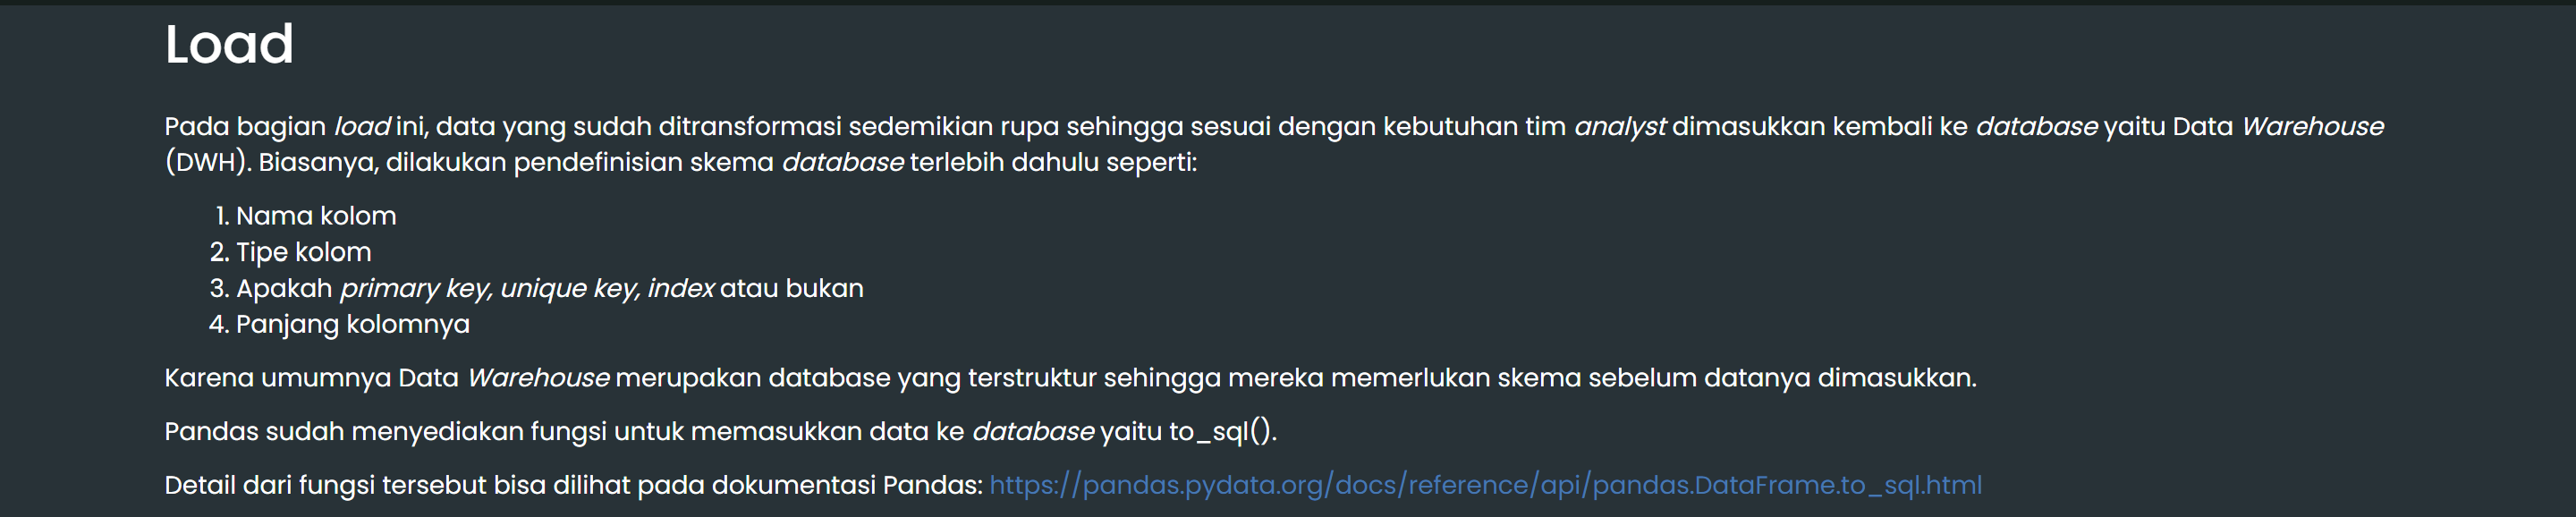 Load
Pada bagian load ini, data yang sudah ditransformasi sedemikian rupa sehingga sesuai dengan kebutuhan tim analyst dimasukkan kembali ke database yaitu Data Warehouse
(DWH). Biasanya, dilakukan pendefinisian skema database terlebih dahulu seperti:
1. Nama kolom
2. Tipe kolom
3. Apakah primary key, unique key, index atau bukan
4. Panjang kolomnya
Karena umumnya Data Warehouse merupakan database yang terstruktur sehingga mereka memerlukan skema sebelum datanya dimasukkan.
Pandas sudah menyediakan fungsi untuk memasukkan data ke database yaitu to_sql().
Detail dari fungsi tersebut bisa dilihat pada dokumentasi Pandas: https://pandas.pydata.org/docs/reference/api/pandas.DataFrame.to_sql.html